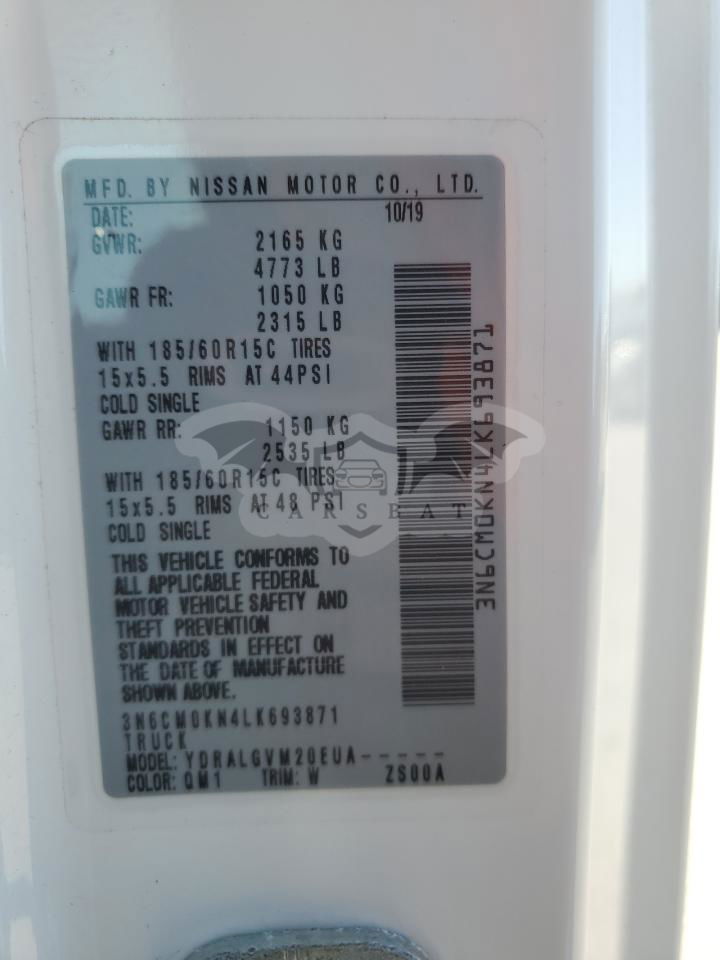 MFD. BY NISSAN MOTOR CO., LTD.
DATE: 10/19
GVWR: 2165 KG
4773 LB
GAWR FR: 1050 KG
2315 LB
WITH 185/60R15C TIRES
15x5.5 RIMS AT 44PSI
COLD SINGLE
GAWR RR: 1150 KG
2535 LB
WITH 185/60R15C TIRES
15x5.5 RIMS AT 48 PSI
COLD SINGLE
THIS VEHICLE CONFORMS TO
ALL APPLICABLE FEDERAL
MOTOR VEHICLE SAFETY AND
THEFT PREVENTION
STANDARDS IN EFFECT ON
THE DATE OF MANUFACTURE
SHOWN ABOVE.
3N6CM0KN4LK693871
TRUCK
MODEL: YDRALGVM20EUA-----
COLOR: QM1 TRIM: W ZS00A
3N6CM0KN4LK693871
CARSBAT